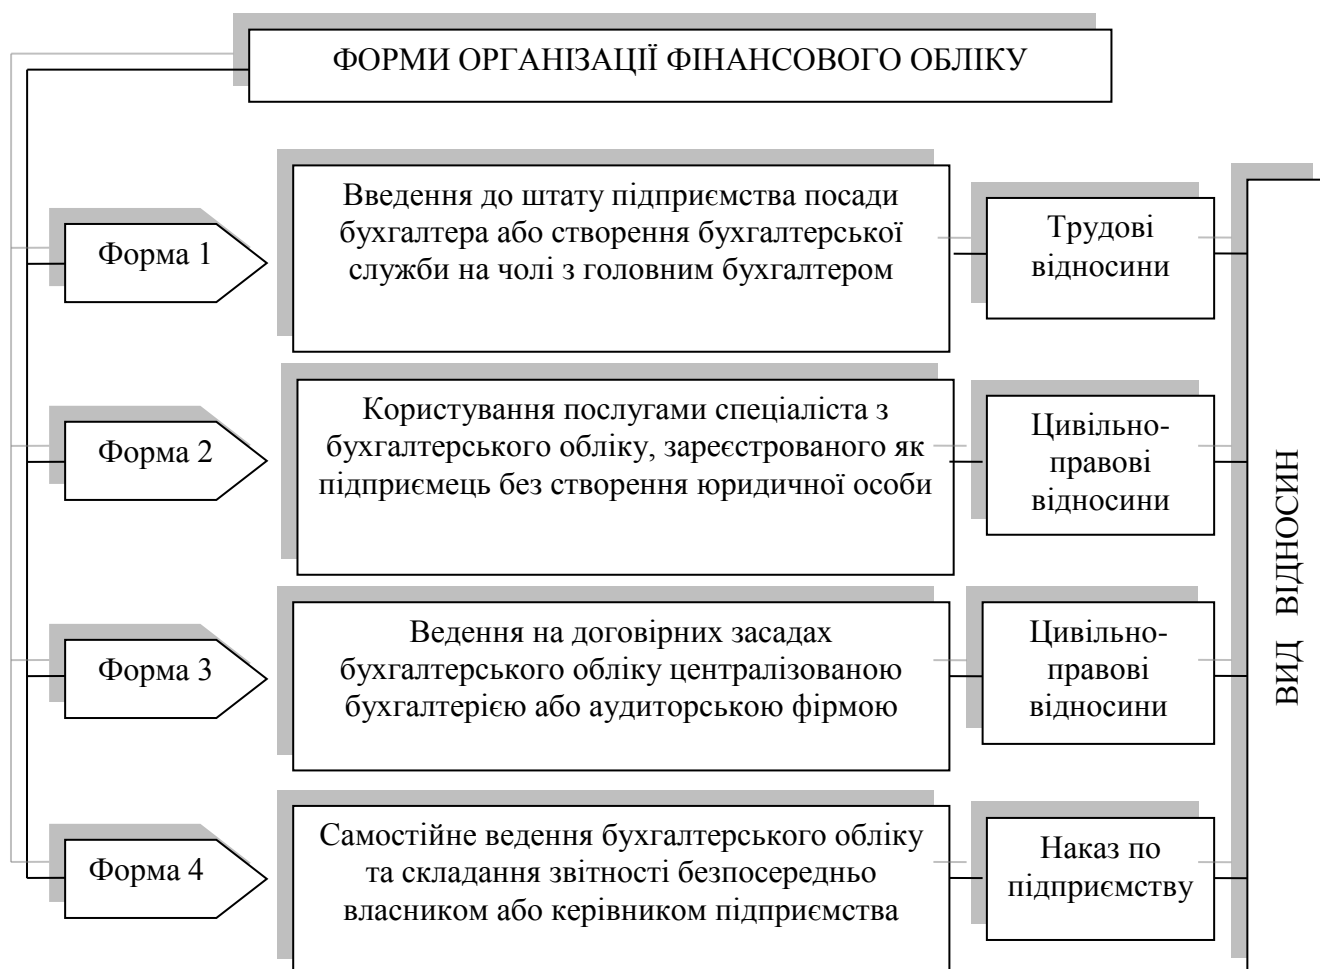 ФОРМИ ОРГАНІЗАЦІЇ ФІНАНСОВОГО ОБЛІКУ
Форма 1
Введення до штату підприємства посади
бухгалтера або створення бухгалтерської
служби на чолі з головним бухгалтером
Трудові
відносини
Форма 2
Користування послугами спеціаліста з
бухгалтерського обліку, зареєстрованого як
підприємець без створення юридичної особи
Цивільно-
правові
відносини
Форма 3
Ведення на договірних засадах
бухгалтерського обліку централізованою
бухгалтерією або аудиторською фірмою
Цивільно-
правові
відносини
Форма 4
Самостійне ведення бухгалтерського обліку
та складання звітності безпосередньо
власником або керівником підприємства
Наказ по
підприємству
ВИД ВІДНОСИН